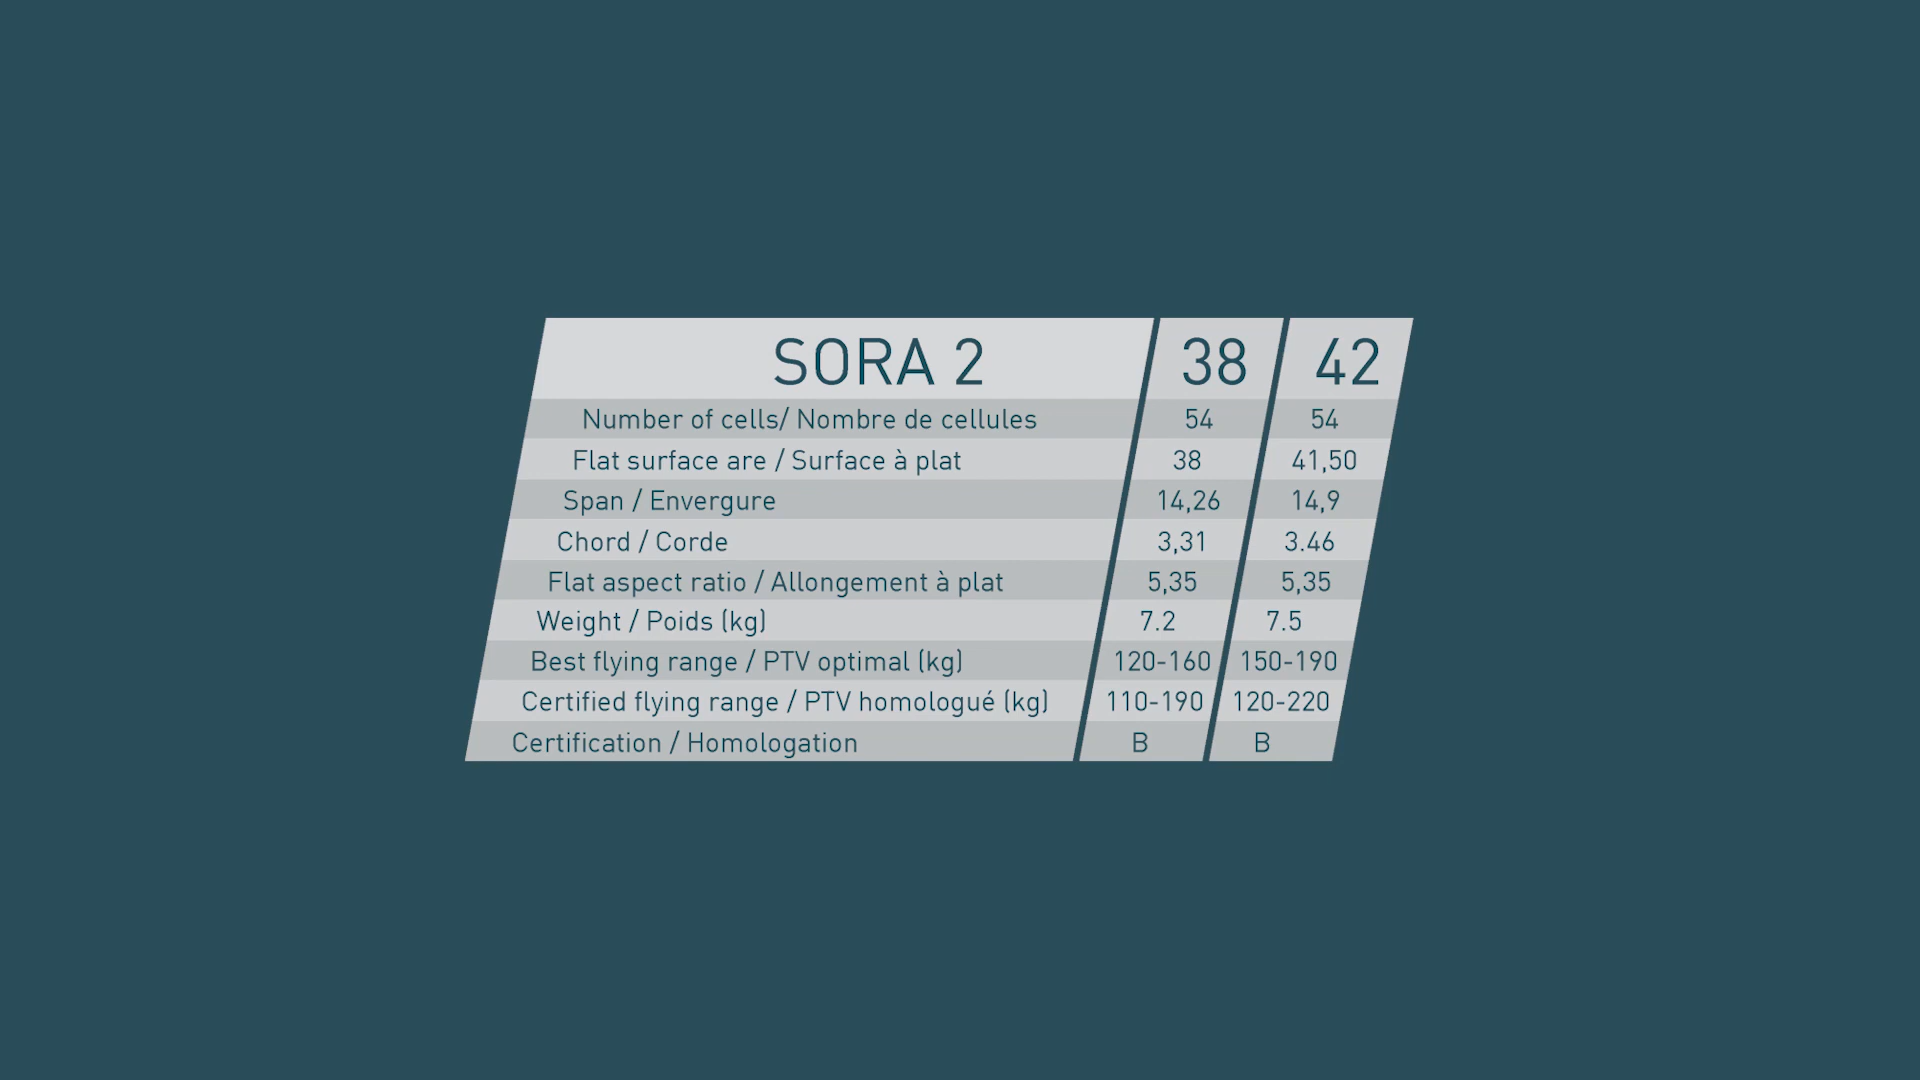 SORA 2 38 42
Number of cells/ Nombre de cellules 54 54
Flat surface are / Surface à plat 38 41,50
Span / Envergure 14,26 14,9
Chord / Corde 3,31 3.46
Flat aspect ratio / Allongement à plat 5,35 5,35
Weight / Poids (kg) 7.2 7.5
Best flying range / PTV optimal (kg) 120-160 150-190
Certified flying range / PTV homologué (kg) 110-190 120-220
Certification / Homologation B B